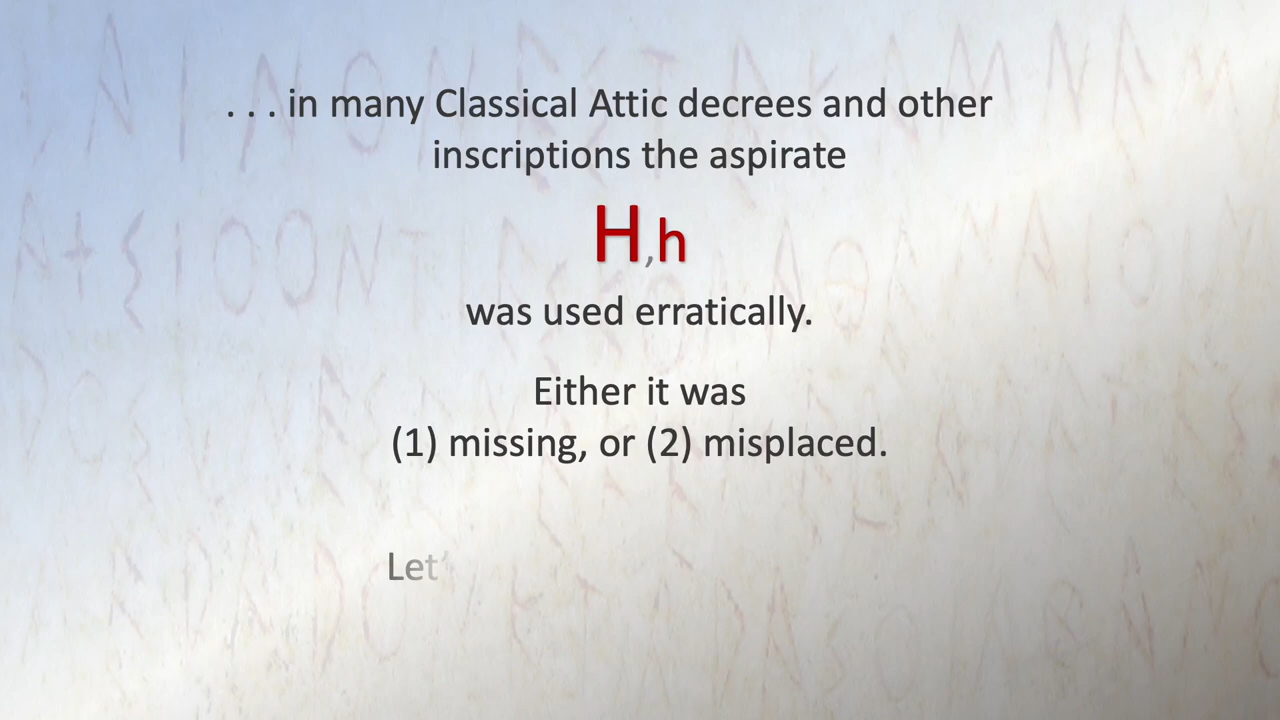 . . . in many Classical Attic decrees and other
inscriptions the aspirate
H,h
was used erratically.
Either it was
(1) missing, or (2) misplaced.
Let’